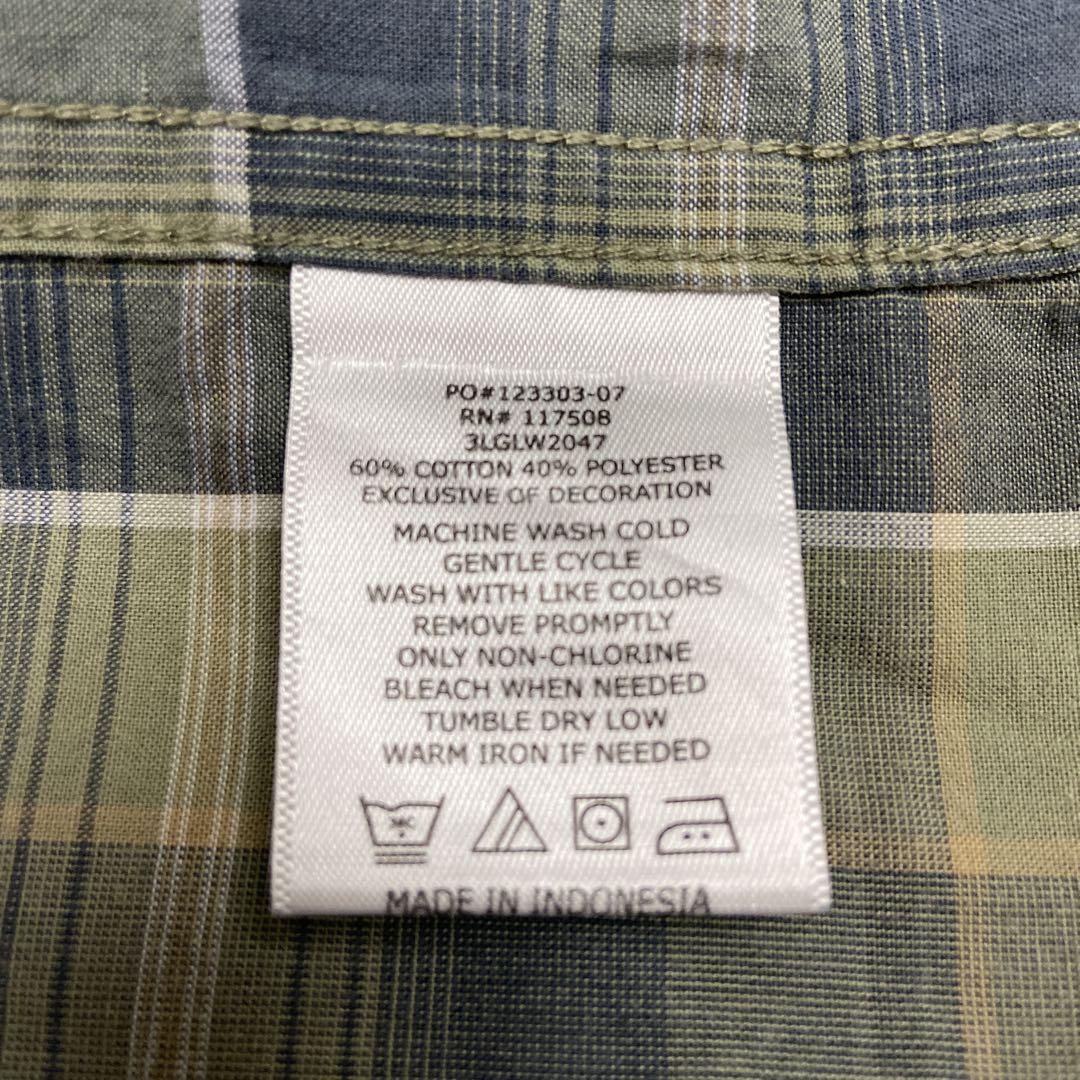 PO#123303-07
RN# 117508
3LGLW2047
60% COTTON 40% POLYESTER
EXCLUSIVE OF DECORATION
MACHINE WASH COLD
GENTLE CYCLE
WASH WITH LIKE COLORS
REMOVE PROMPTLY
ONLY NON-CHLORINE
BLEACH WHEN NEEDED
TUMBLE DRY LOW
WARM IRON IF NEEDED
MADE IN INDONESIA